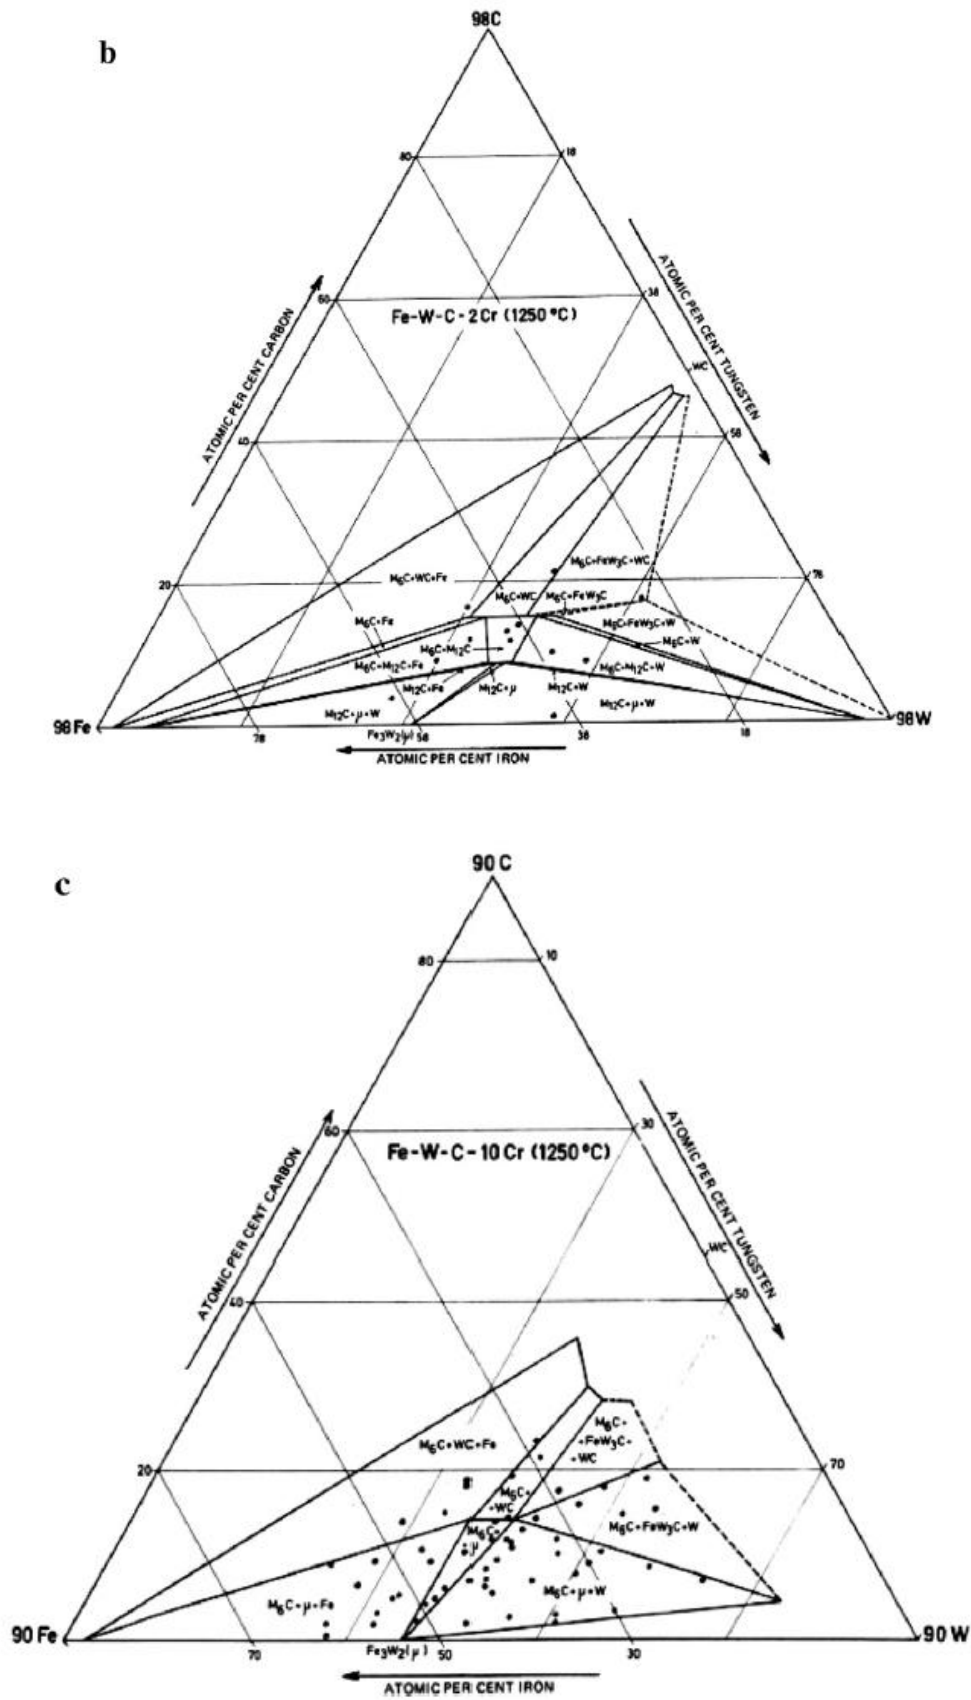 b
98C
80
18
60
38
Fe-W-C-2Cr (1250 °C)
ATOMIC PER CENT CARBON
ATOMIC PER CENT TUNGSTEN
WC
40
58
M6C+FeW3C+WC
20
M6C+WC+Fe
78
M6C+WC
M6C+FeW3C
M6C+Fe
M6C+FeW3C+W
M6C+W
M6C+M12C
M6C+M12C+Fe
M6C+M12C+W
M12C+Fe
M12C+μ
M12C+W
M12C+μ+W
M12C+μ+W
98Fe
98W
78
Fe3W2(μ)
58
38
18
ATOMIC PER CENT IRON
c
90 C
80
10
60
30
Fe-W-C-10Cr (1250 °C)
ATOMIC PER CENT CARBON
ATOMIC PER CENT TUNGSTEN
WC
40
50
M6C+
+FeW3C+
+WC
M6C+WC+Fe
20
70
M6C+
+WC
M6C+
μ
M6C+FeW3C+W
M6C+μ+Fe
M6C+μ+W
90 Fe
90 W
70
Fe3W2(μ)
50
30
ATOMIC PER CENT IRON